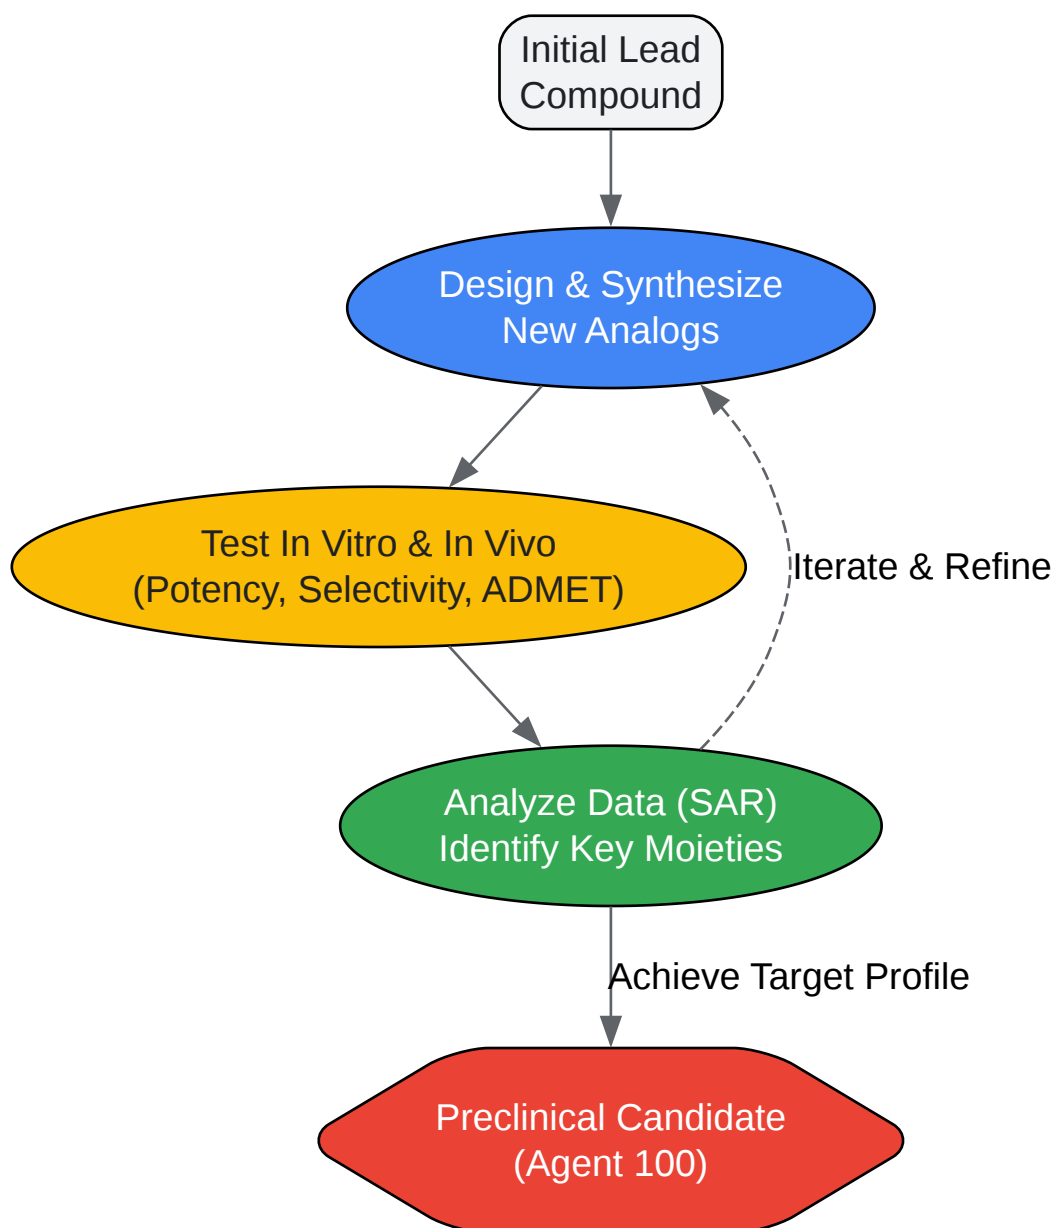 Initial Lead
Compound
Design & Synthesize
New Analogs
Test In Vitro & In Vivo
(Potency, Selectivity, ADMET)
Iterate & Refine
Analyze Data (SAR)
Identify Key Moieties
Achieve Target Profile
Preclinical Candidate
(Agent 100)